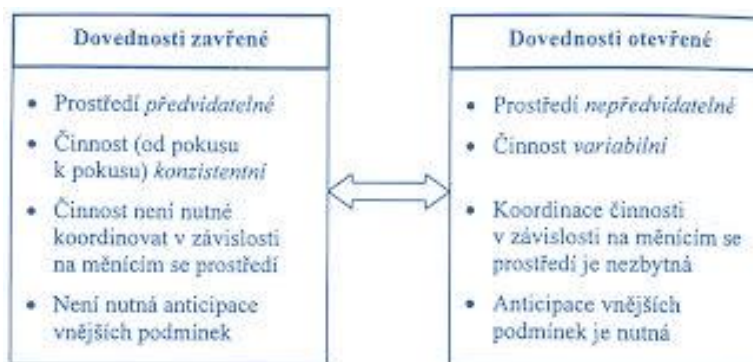 Dovednosti zavřené
• Prostředí předvidatelné
• Činnost (od pokusu
k pokusu) konzistentní
• Činnost není nutné
koordinovat v závislosti
na měnícím se prostředí
• Není nutná anticipace
vnějších podmínek
Dovednosti otevřené
• Prostředí nepředvidatelné
• Činnost variabilní
• Koordinace činnosti
v závislosti na měnícím se
prostředí je nezbytná
• Anticipace vnějších
podmínek je nutná